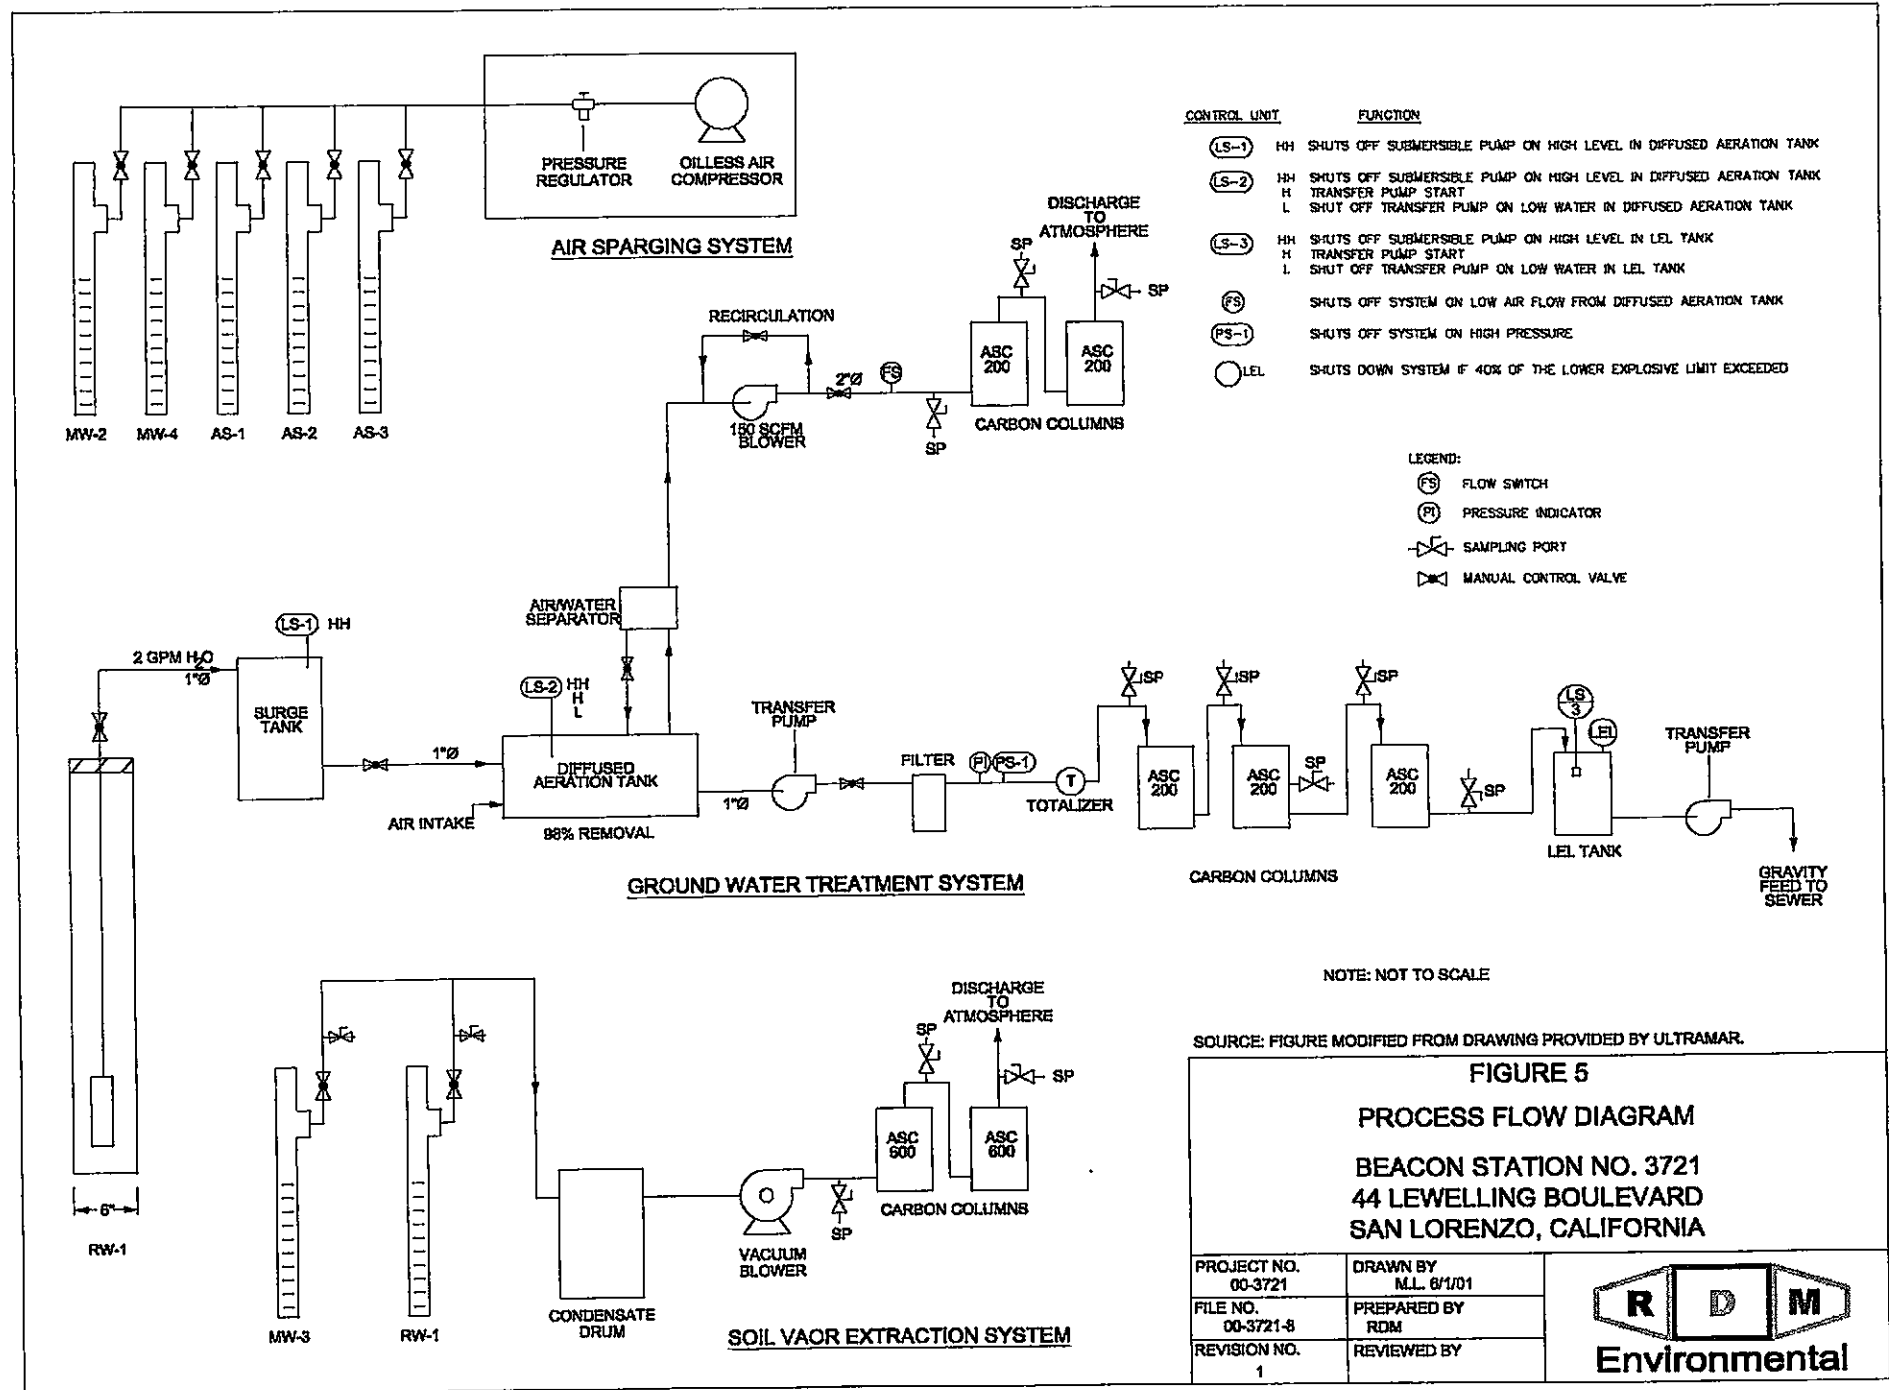 PRESSURE
REGULATOR
OILLESS AIR
COMPRESSOR
AIR SPARGING SYSTEM
MW-2
MW-4
AS-1
AS-2
AS-3
CONTROL UNIT FUNCTION
LS-1 HH SHUTS OFF SUBMERSIBLE PUMP ON HIGH LEVEL IN DIFFUSED AERATION TANK
LS-2 HH SHUTS OFF SUBMERSIBLE PUMP ON HIGH LEVEL IN DIFFUSED AERATION TANK
H TRANSFER PUMP START
L SHUT OFF TRANSFER PUMP ON LOW WATER IN DIFFUSED AERATION TANK
LS-3 HH SHUTS OFF SUBMERSIBLE PUMP ON HIGH LEVEL IN LEL TANK
H TRANSFER PUMP START
L SHUT OFF TRANSFER PUMP ON LOW WATER IN LEL TANK
FS SHUTS OFF SYSTEM ON LOW AIR FLOW FROM DIFFUSED AERATION TANK
PS-1 SHUTS OFF SYSTEM ON HIGH PRESSURE
LEL SHUTS DOWN SYSTEM IF 40% OF THE LOWER EXPLOSIVE LIMIT EXCEEDED
LEGEND:
FS FLOW SWITCH
PI PRESSURE INDICATOR
SAMPLING PORT
MANUAL CONTROL VALVE
DISCHARGE
TO
ATMOSPHERE
SP
SP
RECIRCULATION
2"Ø
FS
SP
150 SCFM
BLOWER
ASC
200
ASC
200
CARBON COLUMNS
AIR/WATER
SEPARATOR
LS-1 HH
2 GPM H2O
1"Ø
SURGE
TANK
1"Ø
LS-2 HH
H
L
DIFFUSED
AERATION TANK
AIR INTAKE
98% REMOVAL
1"Ø
TRANSFER
PUMP
FILTER
PI
PS-1
T
TOTALIZER
SP
SP
SP
ASC
200
ASC
200
SP
ASC
200
SP
CARBON COLUMNS
LS
3
LEL
LEL TANK
TRANSFER
PUMP
GRAVITY
FEED TO
SEWER
GROUND WATER TREATMENT SYSTEM
6"
RW-1
MW-3
RW-1
CONDENSATE
DRUM
VACUUM
BLOWER
SP
SP
ASC
600
ASC
600
CARBON COLUMNS
DISCHARGE
TO
ATMOSPHERE
SP
SOIL VAOR EXTRACTION SYSTEM
NOTE: NOT TO SCALE
SOURCE: FIGURE MODIFIED FROM DRAWING PROVIDED BY ULTRAMAR.
FIGURE 5
PROCESS FLOW DIAGRAM
BEACON STATION NO. 3721
44 LEWELLING BOULEVARD
SAN LORENZO, CALIFORNIA
PROJECT NO.
00-3721
DRAWN BY
M.L. 6/1/01
FILE NO.
00-3721-8
PREPARED BY
RDM
REVISION NO.
1
REVIEWED BY
R D M
Environmental